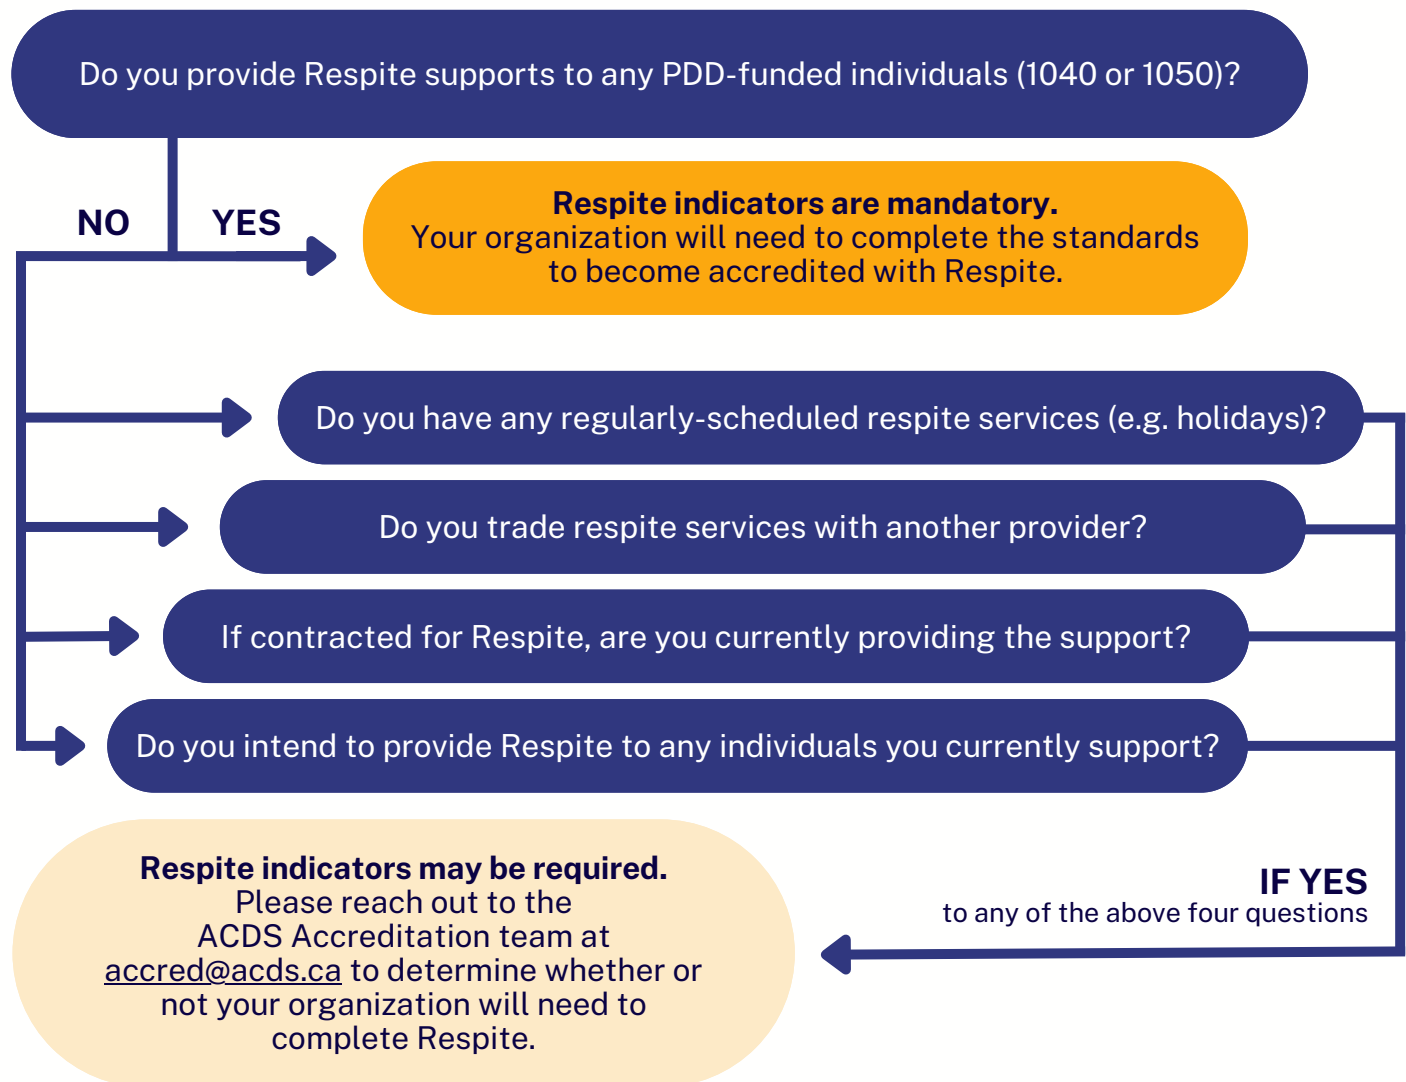 Do you provide Respite supports to any PDD-funded individuals (1040 or 1050)?
NO
YES
Respite indicators are mandatory.
Your organization will need to complete the standards
to become accredited with Respite.
Do you have any regularly-scheduled respite services (e.g. holidays)?
Do you trade respite services with another provider?
If contracted for Respite, are you currently providing the support?
Do you intend to provide Respite to any individuals you currently support?
IF YES
to any of the above four questions
Respite indicators may be required.
Please reach out to the
ACDS Accreditation team at
accred@acds.ca to determine whether or
not your organization will need to
complete Respite.